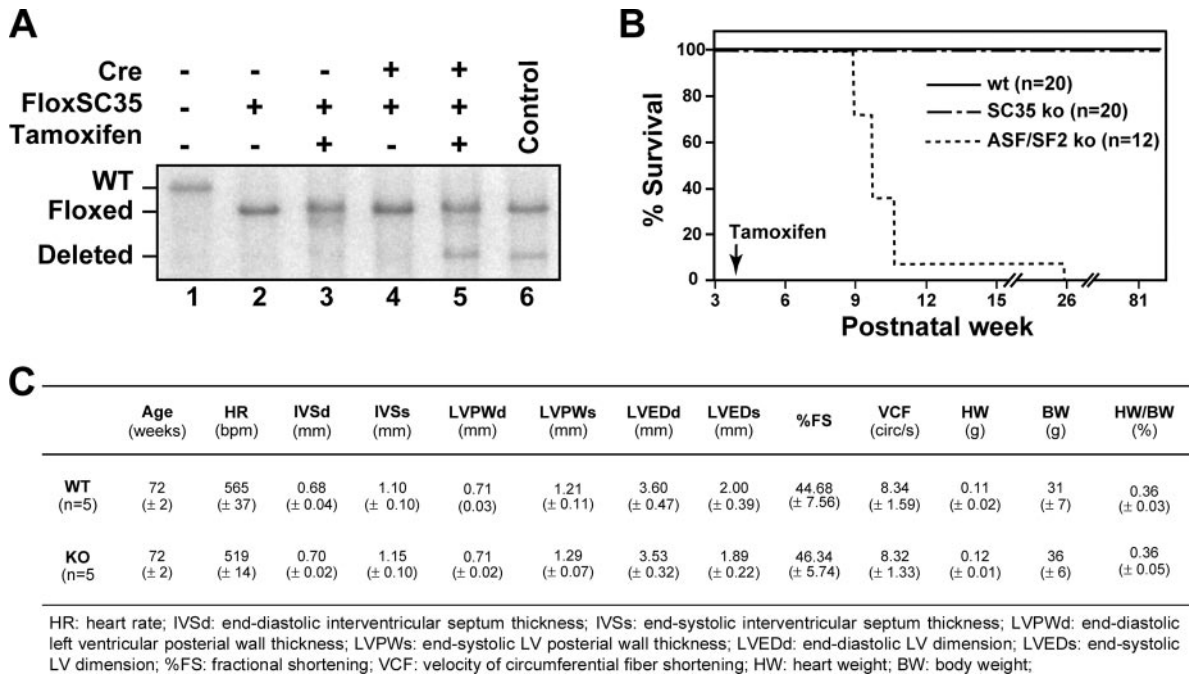 A
Cre - - - + + Control
FloxSC35 - + + + +
Tamoxifen - - + - +
WT
Floxed
Deleted
1 2 3 4 5 6
B
% Survival
100
80
60
40
20
0
wt (n=20)
SC35 ko (n=20)
ASF/SF2 ko (n=12)
Tamoxifen
3 6 9 12 15 26 81
Postnatal week
C
Age HR IVSd IVSs LVPWd LVPWs LVEDd LVEDs %FS VCF HW BW HW/BW
(weeks) (bpm) (mm) (mm) (mm) (mm) (mm) (mm) (circ/s) (g) (g) (%)
WT 72 565 0.68 1.10 0.71 1.21 3.60 2.00 44.68 8.34 0.11 31 0.36
(n=5) (± 2) (± 37) (± 0.04) (± 0.10) (0.03) (± 0.11) (± 0.47) (± 0.39) (± 7.56) (± 1.59) (± 0.02) (± 7) (± 0.03)
KO 72 519 0.70 1.15 0.71 1.29 3.53 1.89 46.34 8.32 0.12 36 0.36
(n=5 (± 2) (± 14) (± 0.02) (± 0.10) (± 0.02) (± 0.07) (± 0.32) (± 0.22) (± 5.74) (± 1.33) (± 0.01) (± 6) (± 0.05)
HR: heart rate; IVSd: end-diastolic interventricular septum thickness; IVSs: end-systolic interventricular septum thickness; LVPWd: end-diastolic
left ventricular posterial wall thickness; LVPWs: end-systolic LV posterial wall thickness; LVEDd: end-diastolic LV dimension; LVEDs: end-systolic
LV dimension; %FS: fractional shortening; VCF: velocity of circumferential fiber shortening; HW: heart weight; BW: body weight;